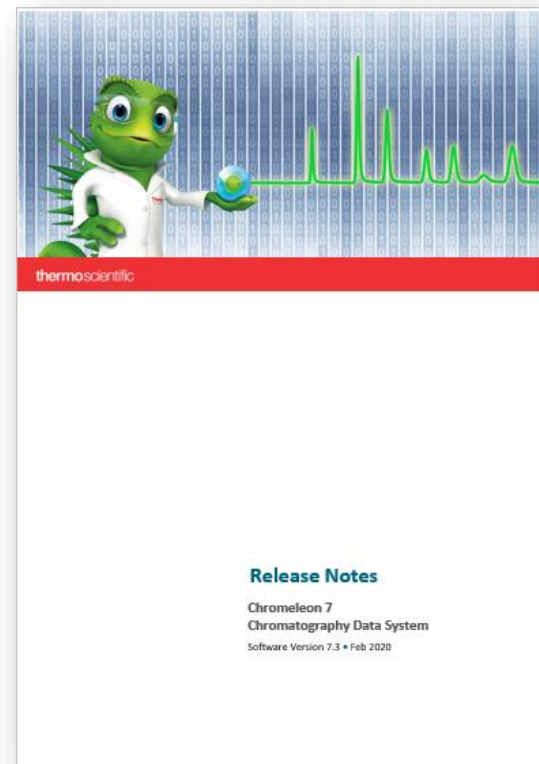 thermoscientific
Release Notes
Chromeleon 7
Chromatography Data System
Software Version 7.3 • Feb 2020